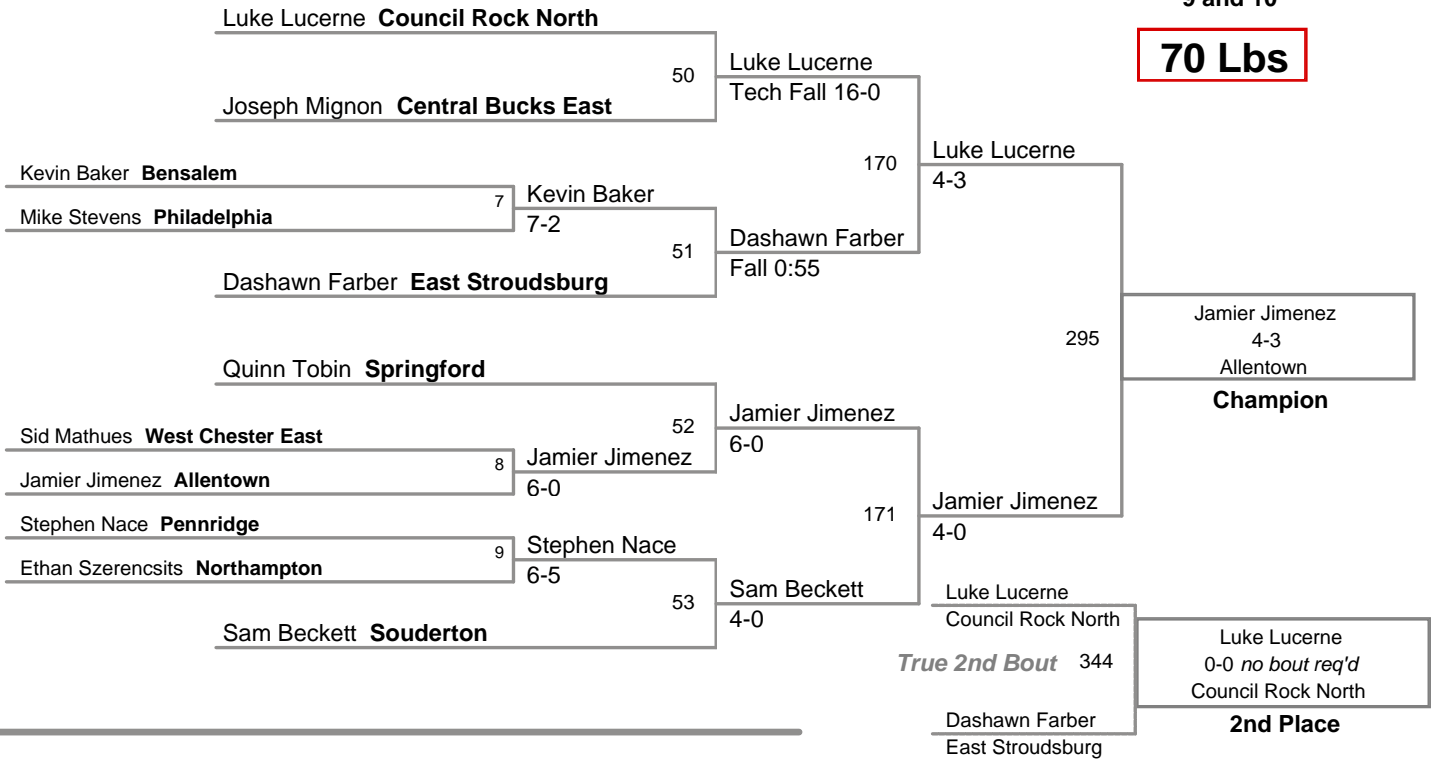 9 and 10
70 Lbs
Luke Lucerne Council Rock North
50
Joseph Mignon Central Bucks East
Luke Lucerne
Tech Fall 16-0
Kevin Baker Bensalem
7
Mike Stevens Philadelphia
Kevin Baker
7-2
51
Dashawn Farber East Stroudsburg
Dashawn Farber
Fall 0:55
170
Luke Lucerne
4-3
Quinn Tobin Springford
52
Sid Mathues West Chester East
8
Jamier Jimenez Allentown
Jamier Jimenez
6-0
Jamier Jimenez
6-0
Stephen Nace Pennridge
9
Ethan Szerencsits Northampton
Stephen Nace
6-5
53
Sam Beckett Souderton
Sam Beckett
4-0
171
Jamier Jimenez
4-0
295
Jamier Jimenez
4-3
Allentown
Champion
Luke Lucerne
Council Rock North
True 2nd Bout 344
Dashawn Farber
East Stroudsburg
Luke Lucerne
0-0 no bout req'd
Council Rock North
2nd Place